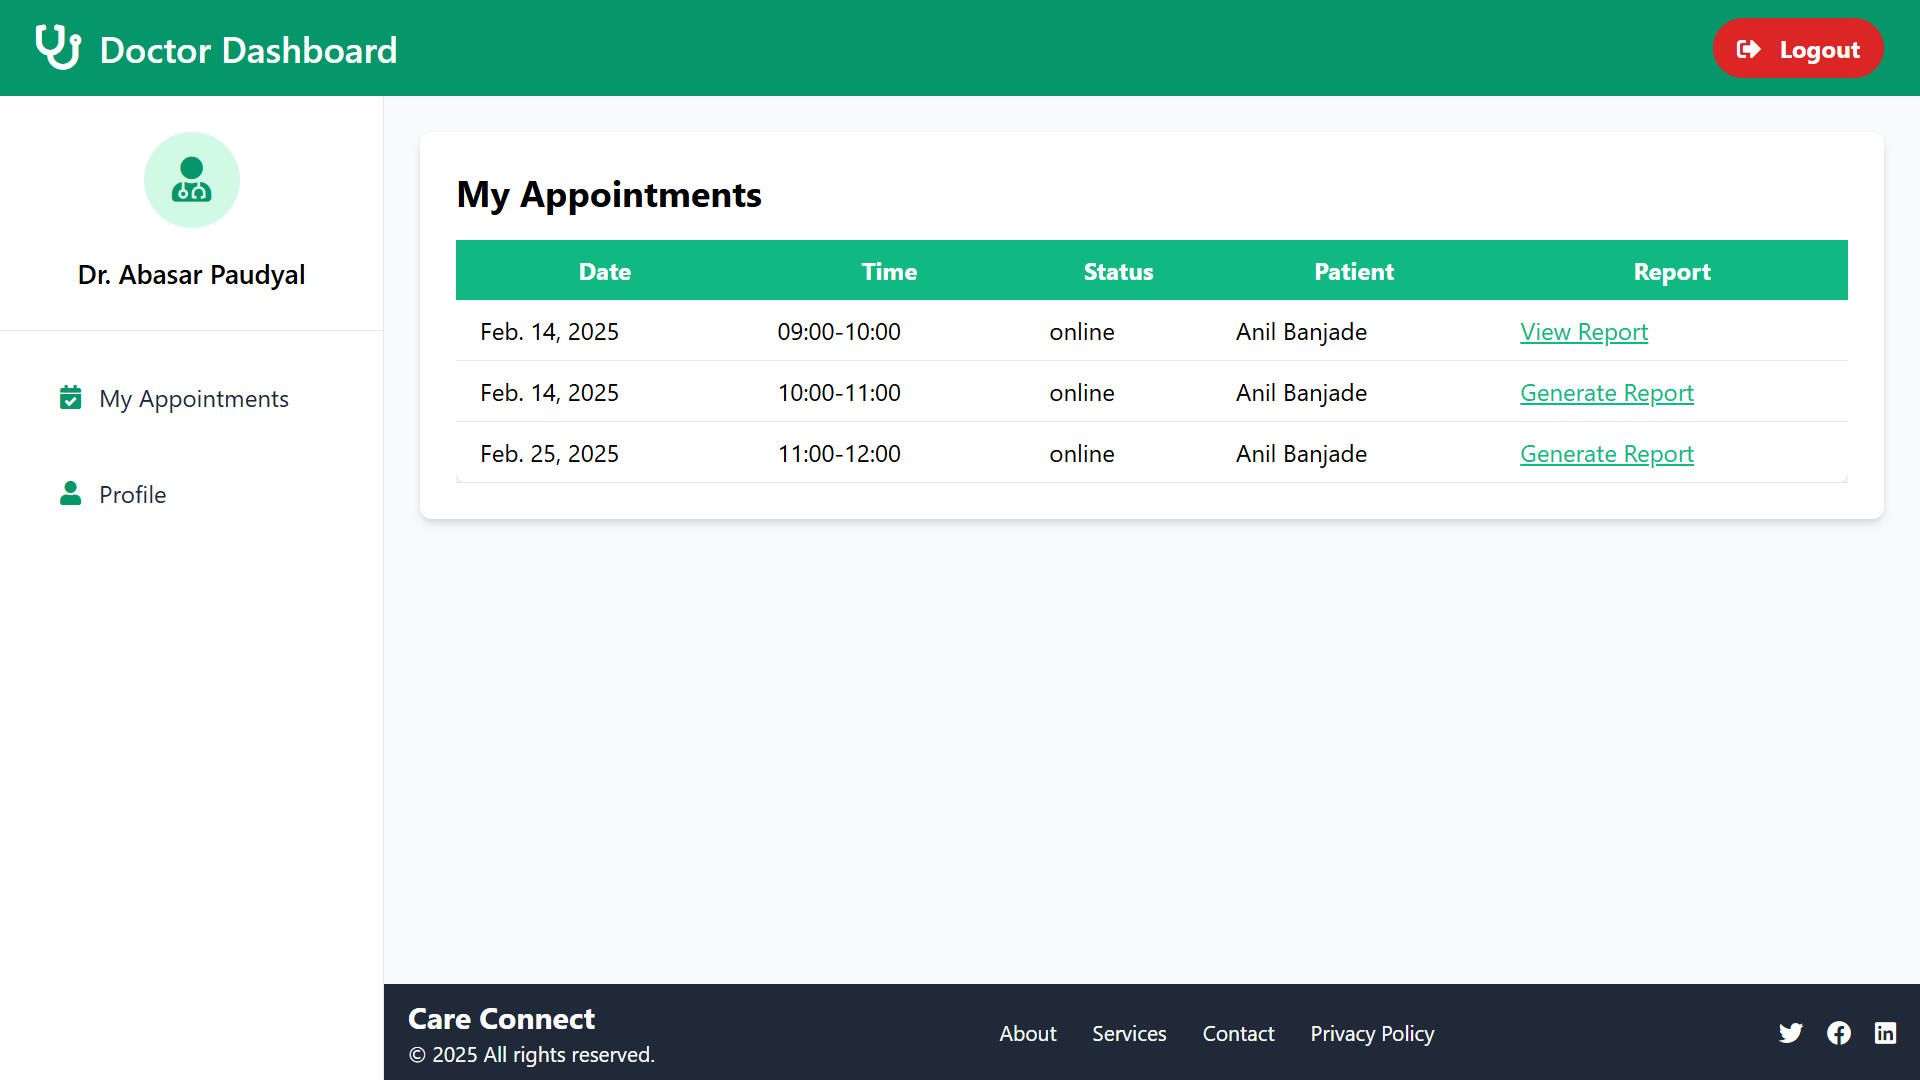 Doctor Dashboard
Logout
Dr. Abasar Paudyal
My Appointments
Profile
My Appointments
Date Time Status Patient Report
Feb. 14, 2025 09:00-10:00 online Anil Banjade View Report
Feb. 14, 2025 10:00-11:00 online Anil Banjade Generate Report
Feb. 25, 2025 11:00-12:00 online Anil Banjade Generate Report
Care Connect
© 2025 All rights reserved.
About Services Contact Privacy Policy